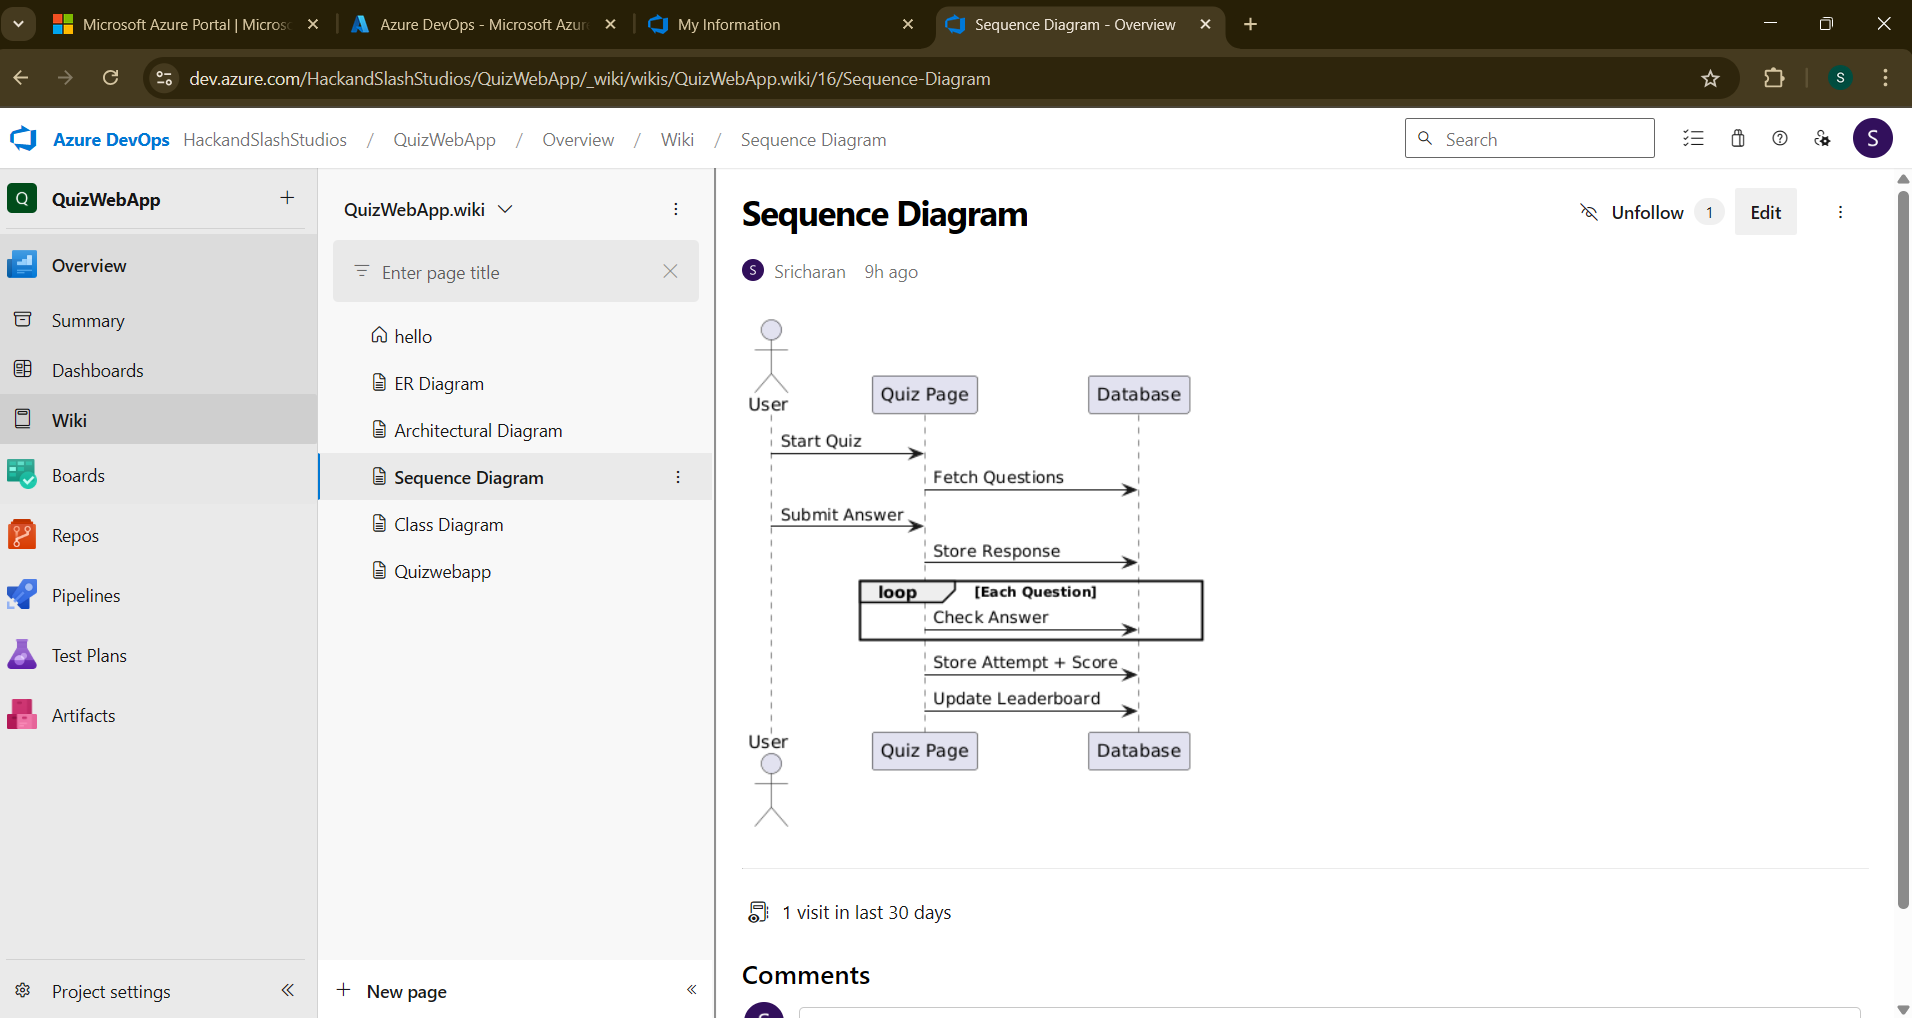 Microsoft Azure Portal | Micros
Azure DevOps - Microsoft Azur
My Information
Sequence Diagram - Overview
dev.azure.com/HackandSlashStudios/QuizWebApp/_wiki/wikis/QuizWebApp.wiki/16/Sequence-Diagram
S
Azure DevOps HackandSlashStudios / QuizWebApp / Overview / Wiki / Sequence Diagram
Search
S
Q QuizWebApp
Overview
Summary
Dashboards
Wiki
Boards
Repos
Pipelines
Test Plans
Artifacts
Project settings
QuizWebApp.wiki
Enter page title
hello
ER Diagram
Architectural Diagram
Sequence Diagram
Class Diagram
Quizwebapp
New page
Sequence Diagram
Unfollow 1 Edit
S Sricharan 9h ago
User
Quiz Page
Database
Start Quiz
Fetch Questions
Submit Answer
Store Response
loop [Each Question]
Check Answer
Store Attempt + Score
Update Leaderboard
User
Quiz Page
Database
1 visit in last 30 days
Comments